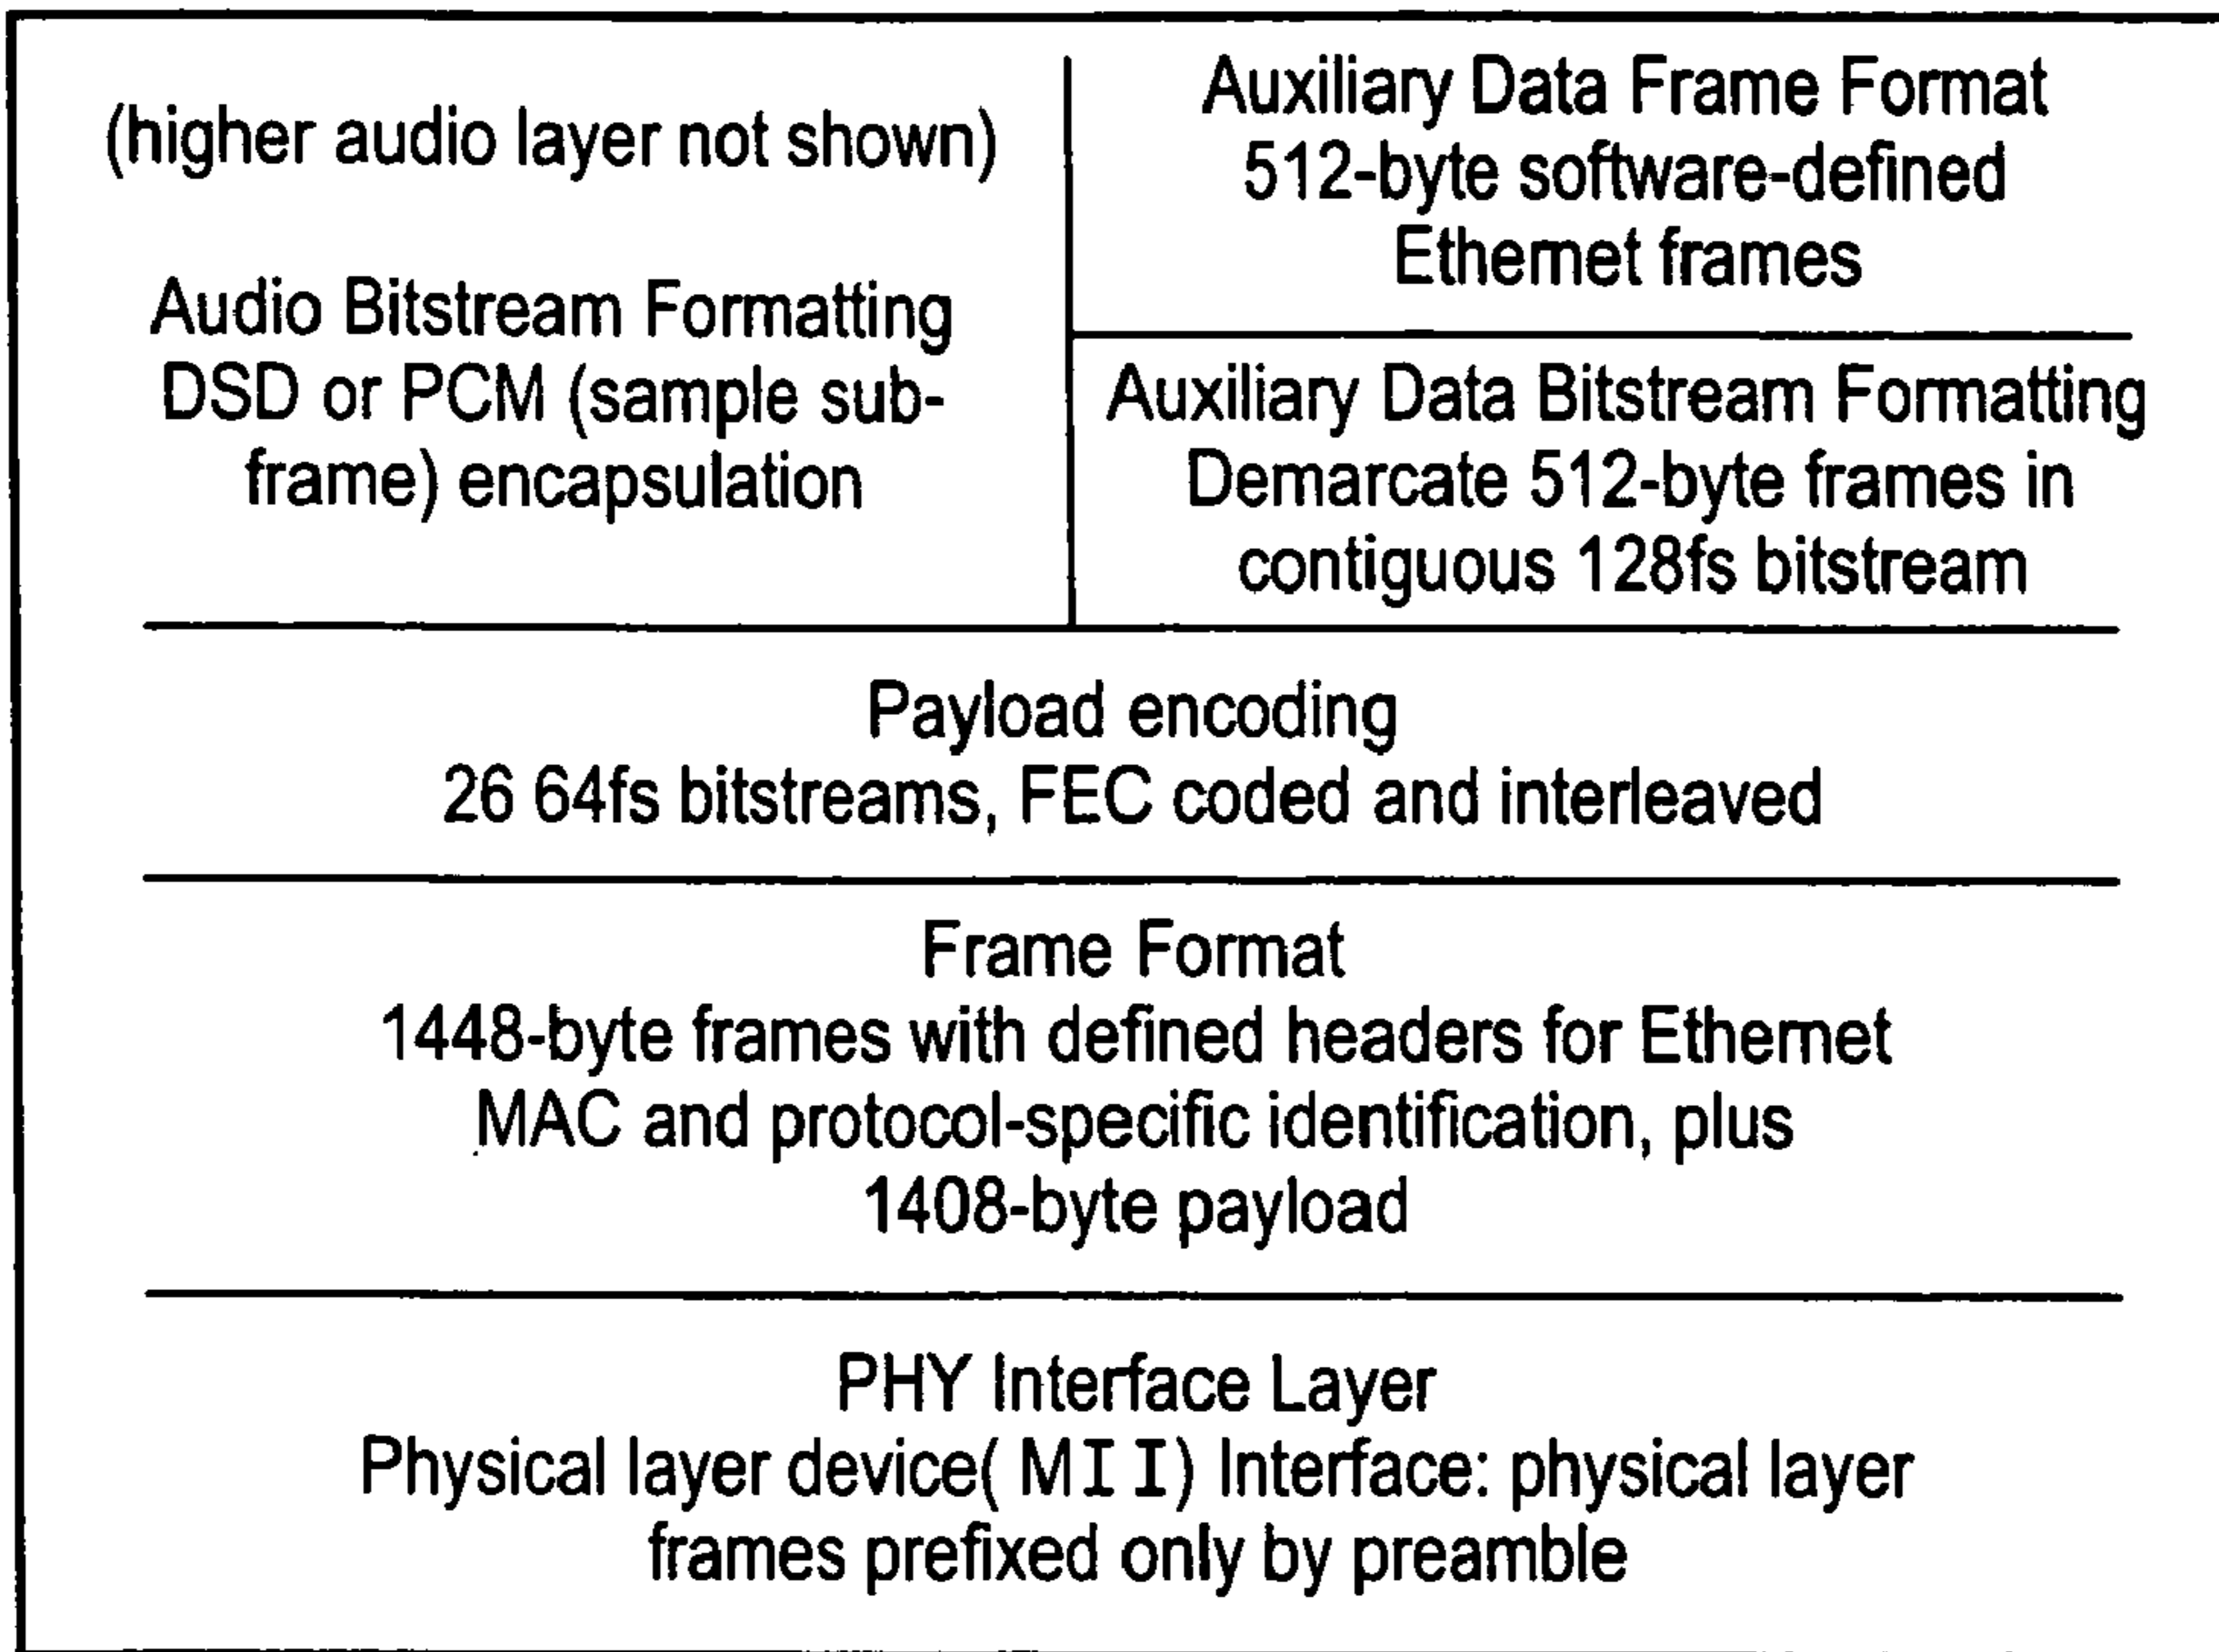 (higher audio layer not shown)
Audio Bitstream Formatting
DSD or PCM (sample sub-
frame) encapsulation
Auxiliary Data Frame Format
512-byte software-defined
Ethernet frames
Auxiliary Data Bitstream Formatting
Demarcate 512-byte frames in
contiguous 128fs bitstream
Payload encoding
26 64fs bitstreams, FEC coded and interleaved
Frame Format
1448-byte frames with defined headers for Ethernet
MAC and protocol-specific identification, plus
1408-byte payload
PHY Interface Layer
Physical layer device( MII) Interface: physical layer
frames prefixed only by preamble